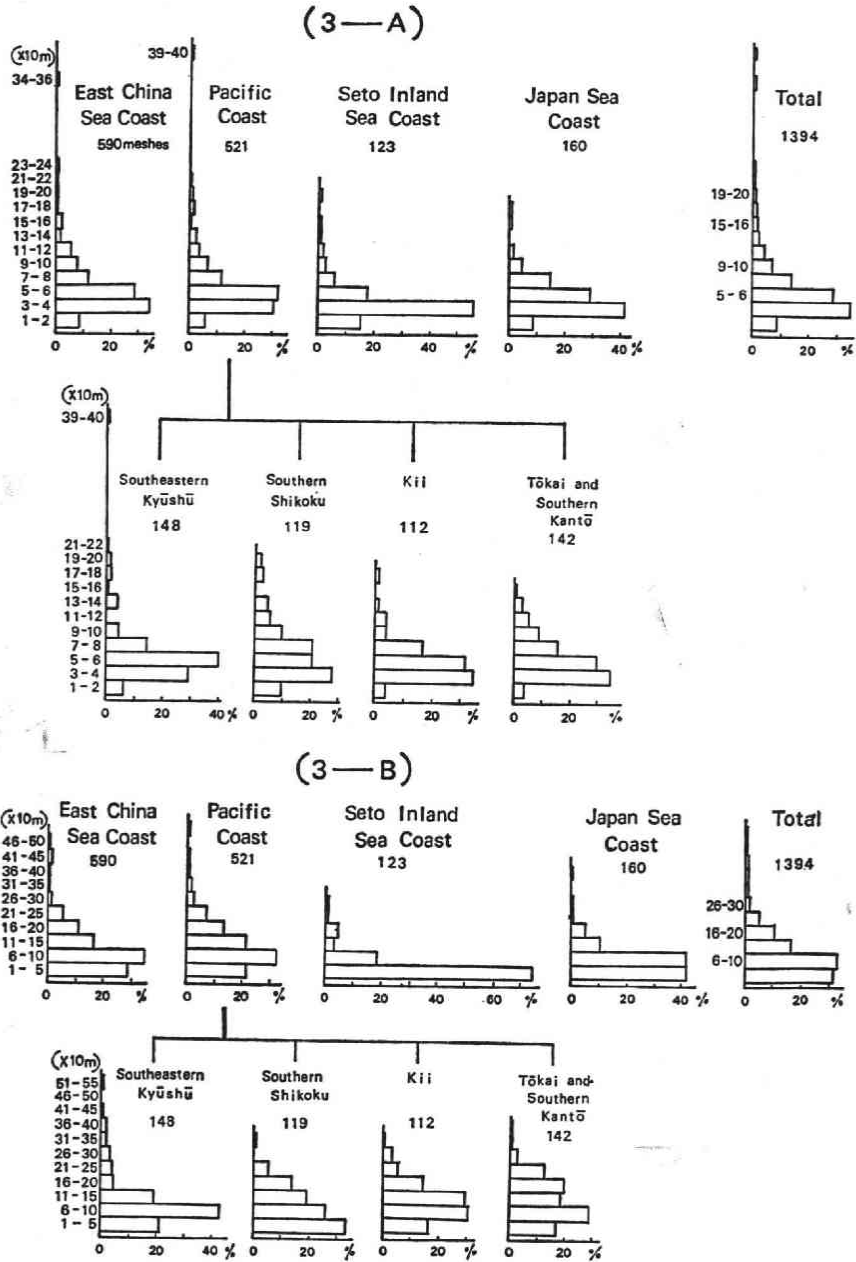 (3—A)
(x10m)
34-36
23-24
21-22
19-20
17-18
15-16
13-14
11-12
9-10
7-8
5-6
3-4
1-2
East China
Sea Coast
590meshes
0 20 %
39-40
Pacific
Coast
521
0 20 %
Seto Inland
Sea Coast
123
0 20 40 %
Japan Sea
Coast
160
0 20 40 %
Total
1394
19-20
15-16
9-10
5-6
0 20 %
(x10m)
39-40
21-22
19-20
17-18
15-16
13-14
11-12
9-10
7-8
5-6
3-4
1-2
Southeastern
Kyūshū
148
0 20 40 %
Southern
Shikoku
119
0 20 %
Kii
112
0 20 %
Tōkai and
Southern
Kantō
142
0 20 %
(3—B)
(x10m)
46-50
41-45
36-40
31-35
26-30
21-25
16-20
11-15
6-10
1-5
East China
Sea Coast
590
0 20 %
Pacific
Coast
521
0 20 %
Seto Inland
Sea Coast
123
0 20 40 60 %
Japan Sea
Coast
160
0 20 40 %
Total
1394
26-30
16-20
6-10
0 20 %
(x10m)
51-55
46-50
41-45
36-40
31-35
26-30
21-25
16-20
11-15
6-10
1-5
Southeastern
Kyūshū
148
0 20 40 %
Southern
Shikoku
119
0 20 %
Kii
112
0 20 %
Tōkai and
Southern
Kantō
142
0 20 %